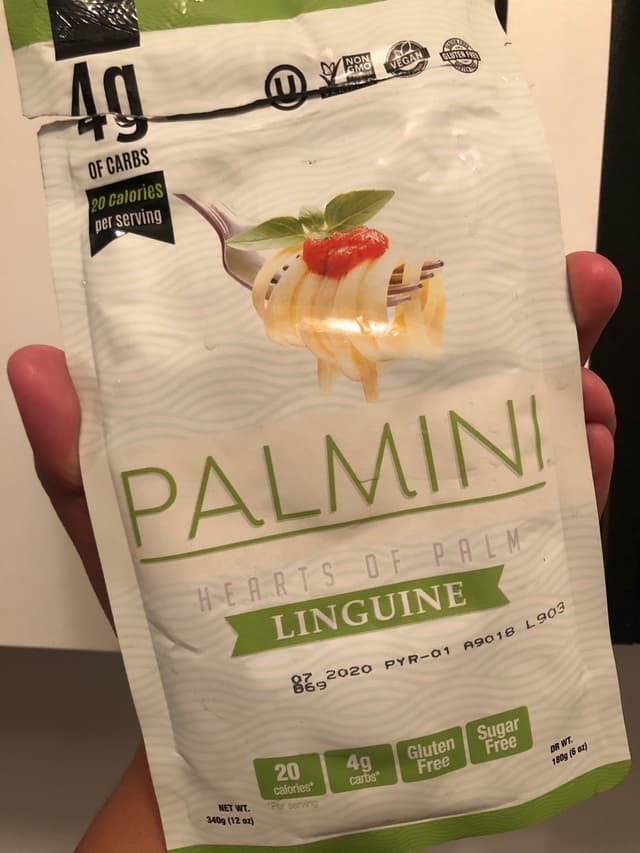 4g
OF CARBS
20 calories
per serving
U
NON
GMO
VEGAN
GLUTEN FREE
PALMINI
HEARTS OF PALM
LINGUINE
07 2020 PYR-01 A9018 L903
869
20
calories*
4g
carbs*
Gluten
Free
Sugar
Free
*Per serving
NET WT.
340g (12 oz)
DR WT.
180g (6 oz)